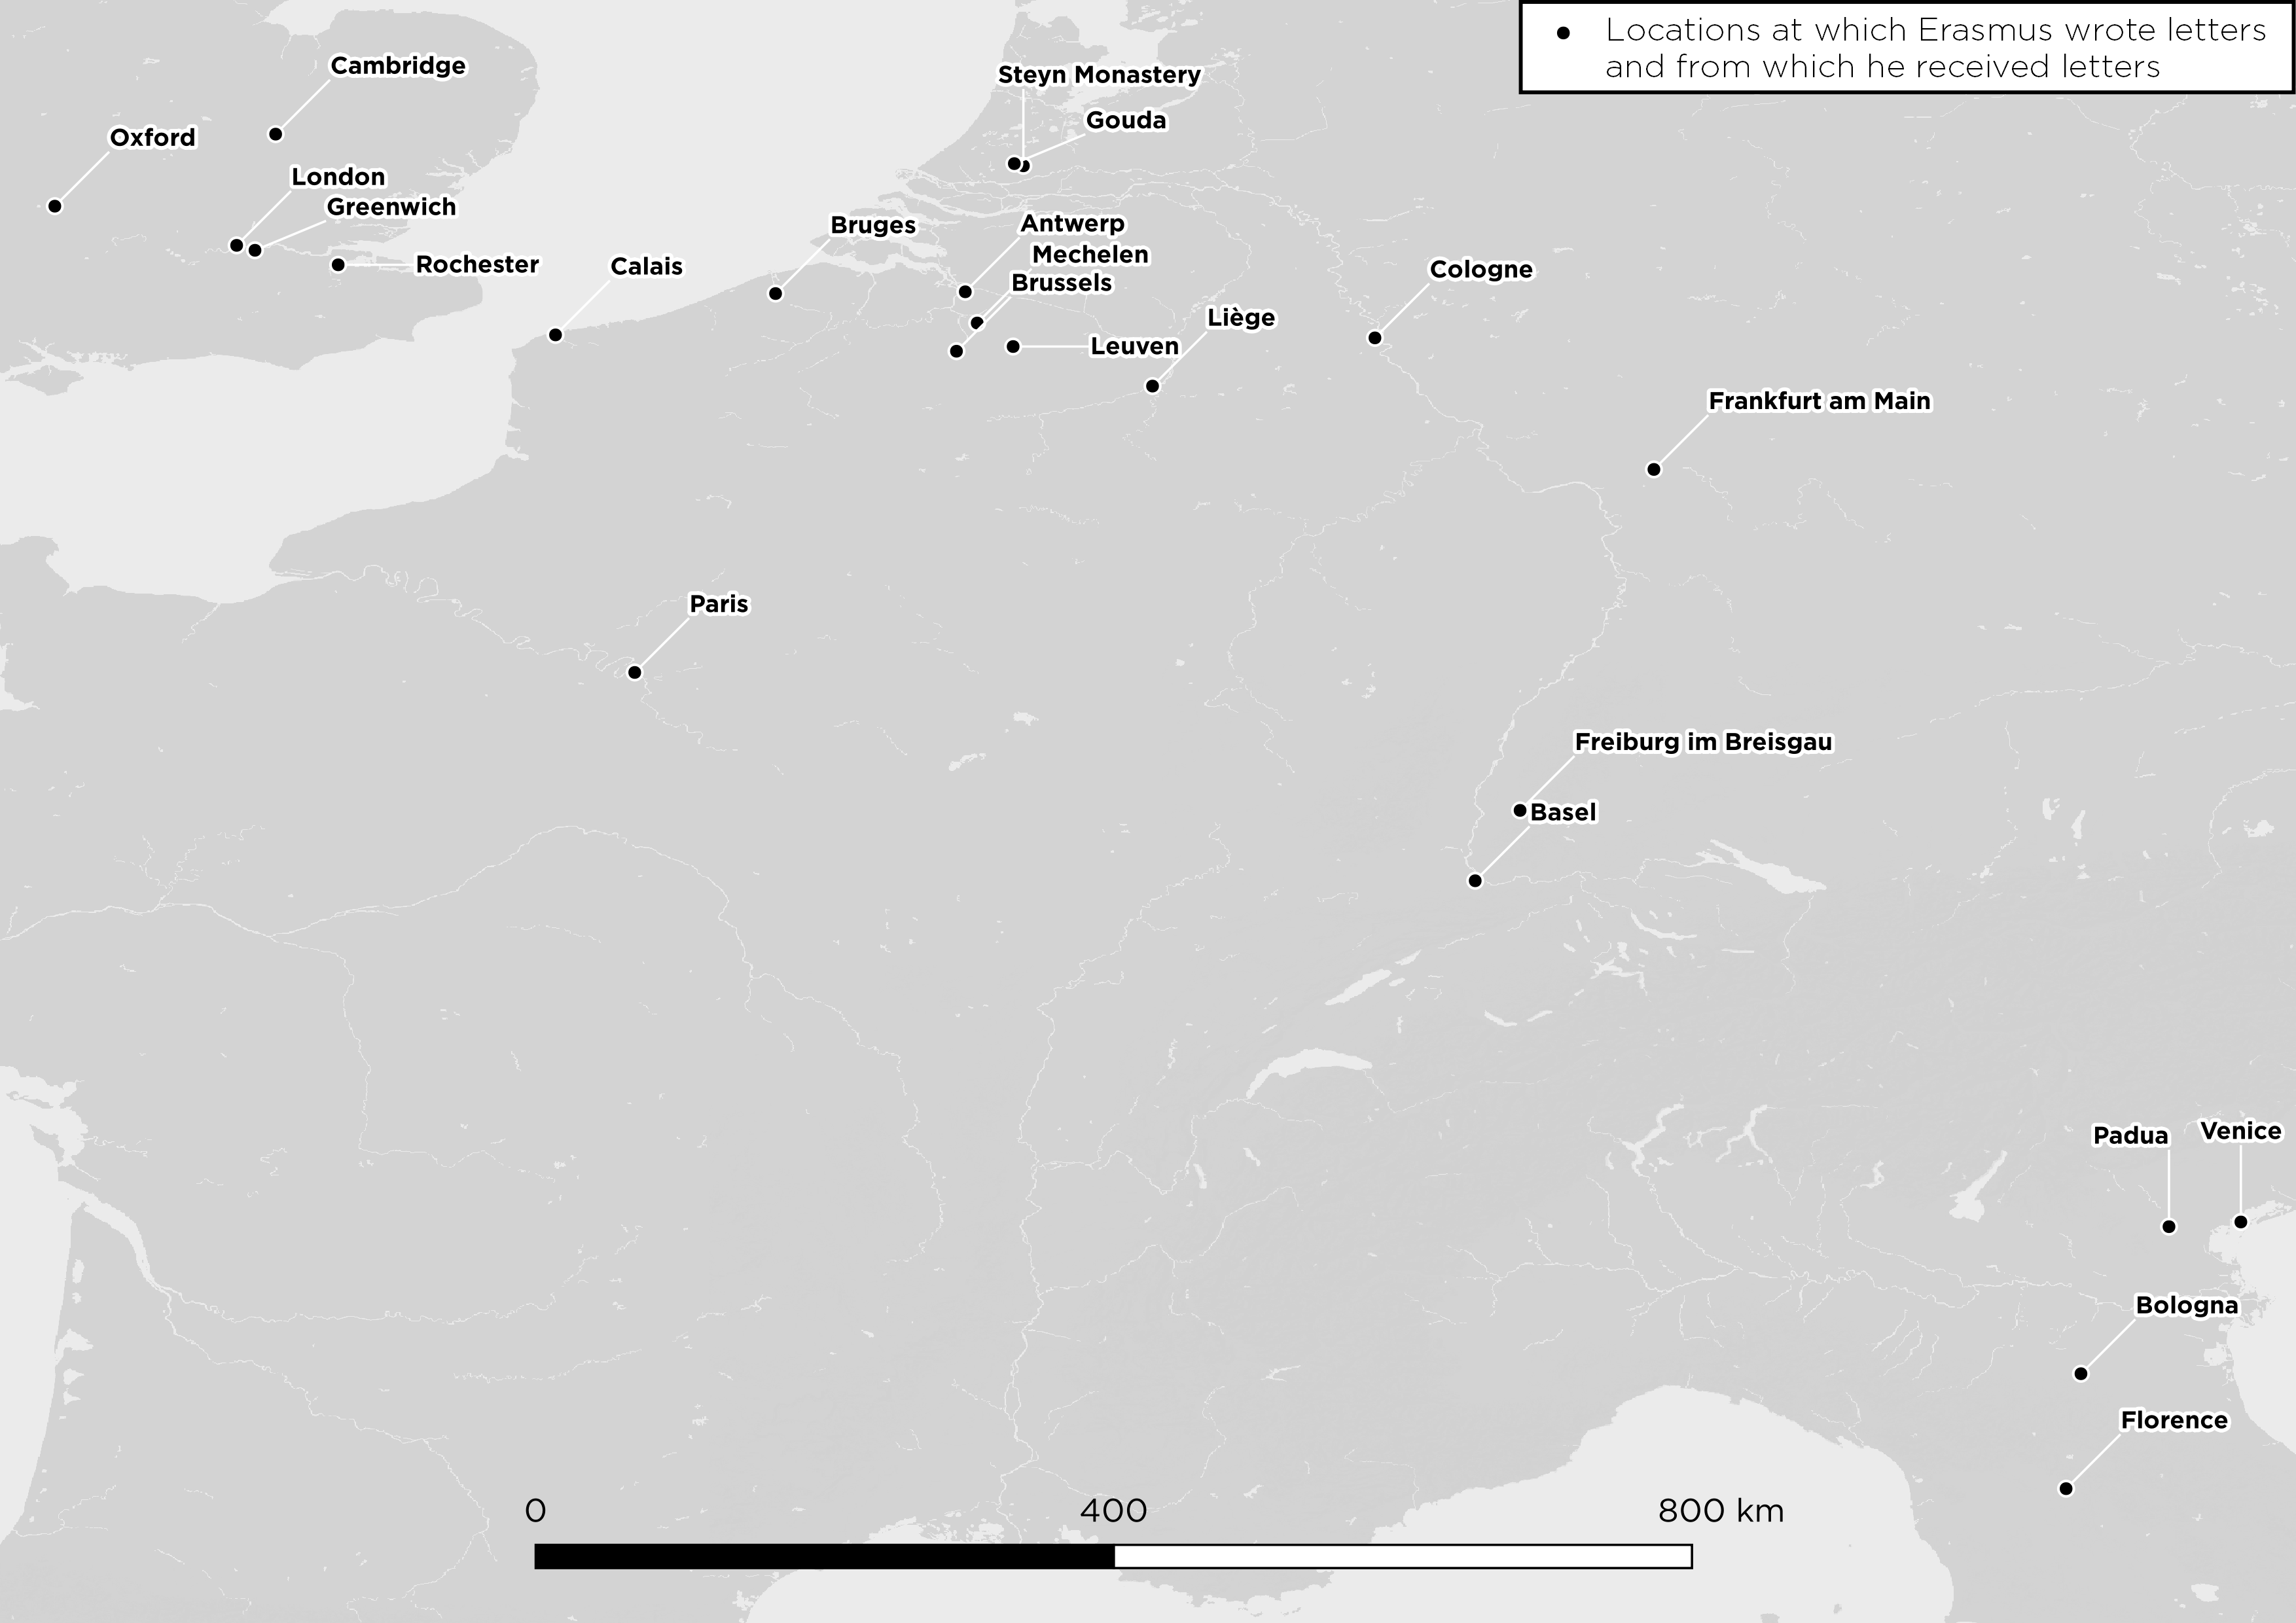 Locations at which Erasmus wrote letters
and from which he received letters
Cambridge
Steyn Monastery
Gouda
Oxford
London
Greenwich
Rochester
Calais
Bruges
Antwerp
Mechelen
Brussels
Leuven
Liège
Cologne
Frankfurt am Main
Paris
Freiburg im Breisgau
Basel
Padua
Venice
Bologna
Florence
0 400 800 km